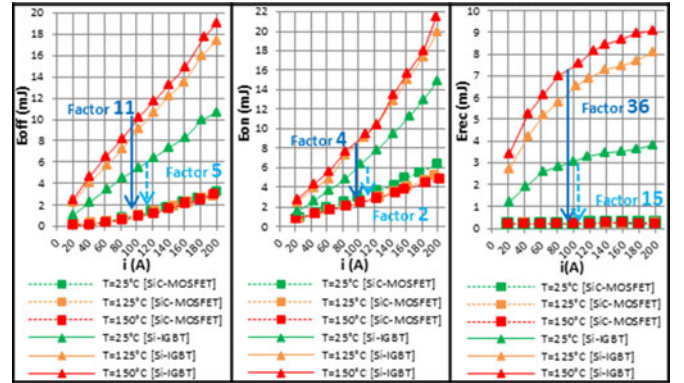 Eoff (mJ)
20
18
16
14
12
10
8
6
4
2
0
Factor 11
Factor 5
0 20 40 60 80 100 120 140 160 180 200
i (A)
T=25°C [SiC-MOSFET]
T=125°C [SiC-MOSFET]
T=150°C [SiC-MOSFET]
T=25°C [Si-IGBT]
T=125°C [Si-IGBT]
T=150°C [Si-IGBT]
Eon (mJ)
22
20
18
16
14
12
10
8
6
4
2
0
Factor 4
Factor 2
0 20 40 60 80 100 120 140 160 180 200
i (A)
T=25°C [SiC-MOSFET]
T=125°C [SiC-MOSFET]
T=150°C [SiC-MOSFET]
T=25°C [Si-IGBT]
T=125°C [Si-IGBT]
T=150°C [Si-IGBT]
Erec (mJ)
10
9
8
7
6
5
4
3
2
1
0
Factor 36
Factor 15
0 20 40 60 80 100 120 140 160 180 200
i(A)
T=25°C [SiC-MOSFET]
T=125°C [SiC-MOSFET]
T=150°C [SiC-MOSFET]
T=25°C [Si-IGBT]
T=125°C [Si-IGBT]
T=150°C [Si-IGBT]